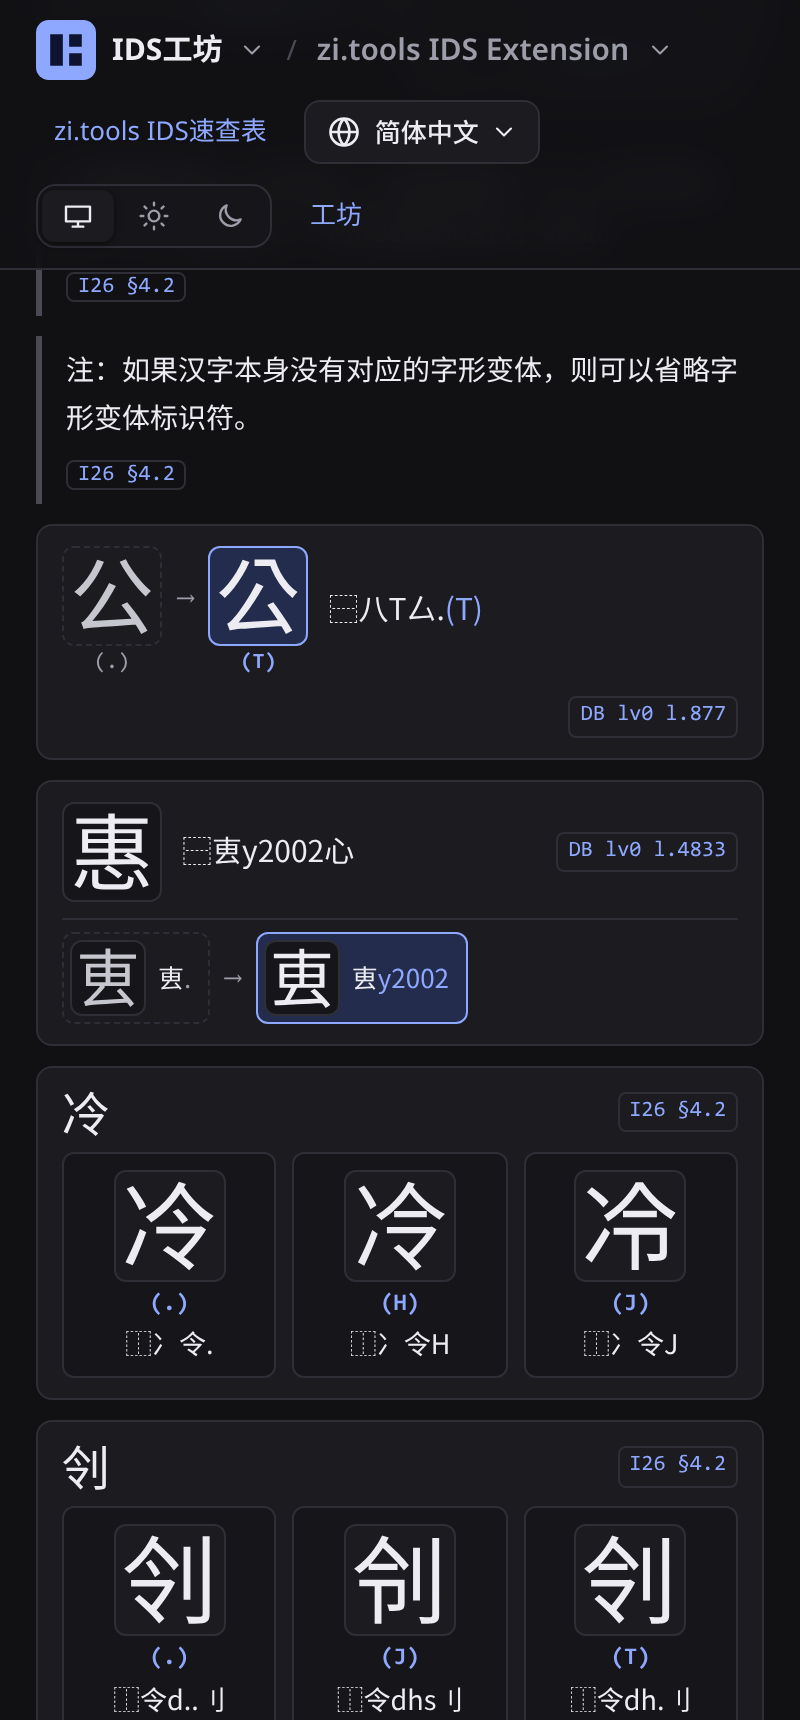 IDS工坊 / zi.tools IDS Extension
zi.tools IDS速查表 简体中文
工坊
I26 §4.2
注：如果汉字本身没有对应的字形变体，则可以省略字
形变体标识符。
I26 §4.2
公 → 公 ⿱八T厶.(T)
(.) (T)
DB lv0 l.877
惠 ⿱叀y2002心 DB lv0 l.4833
叀 叀. → 叀 叀y2002
冷 I26 §4.2
冷 冷 冷
(.) (H) (J)
⿰冫令. ⿰冫令H ⿰冫令J
刢 I26 §4.2
刢 刢 刢
(.) (J) (T)
⿰令d..刂 ⿰令dhs刂 ⿰令dh.刂